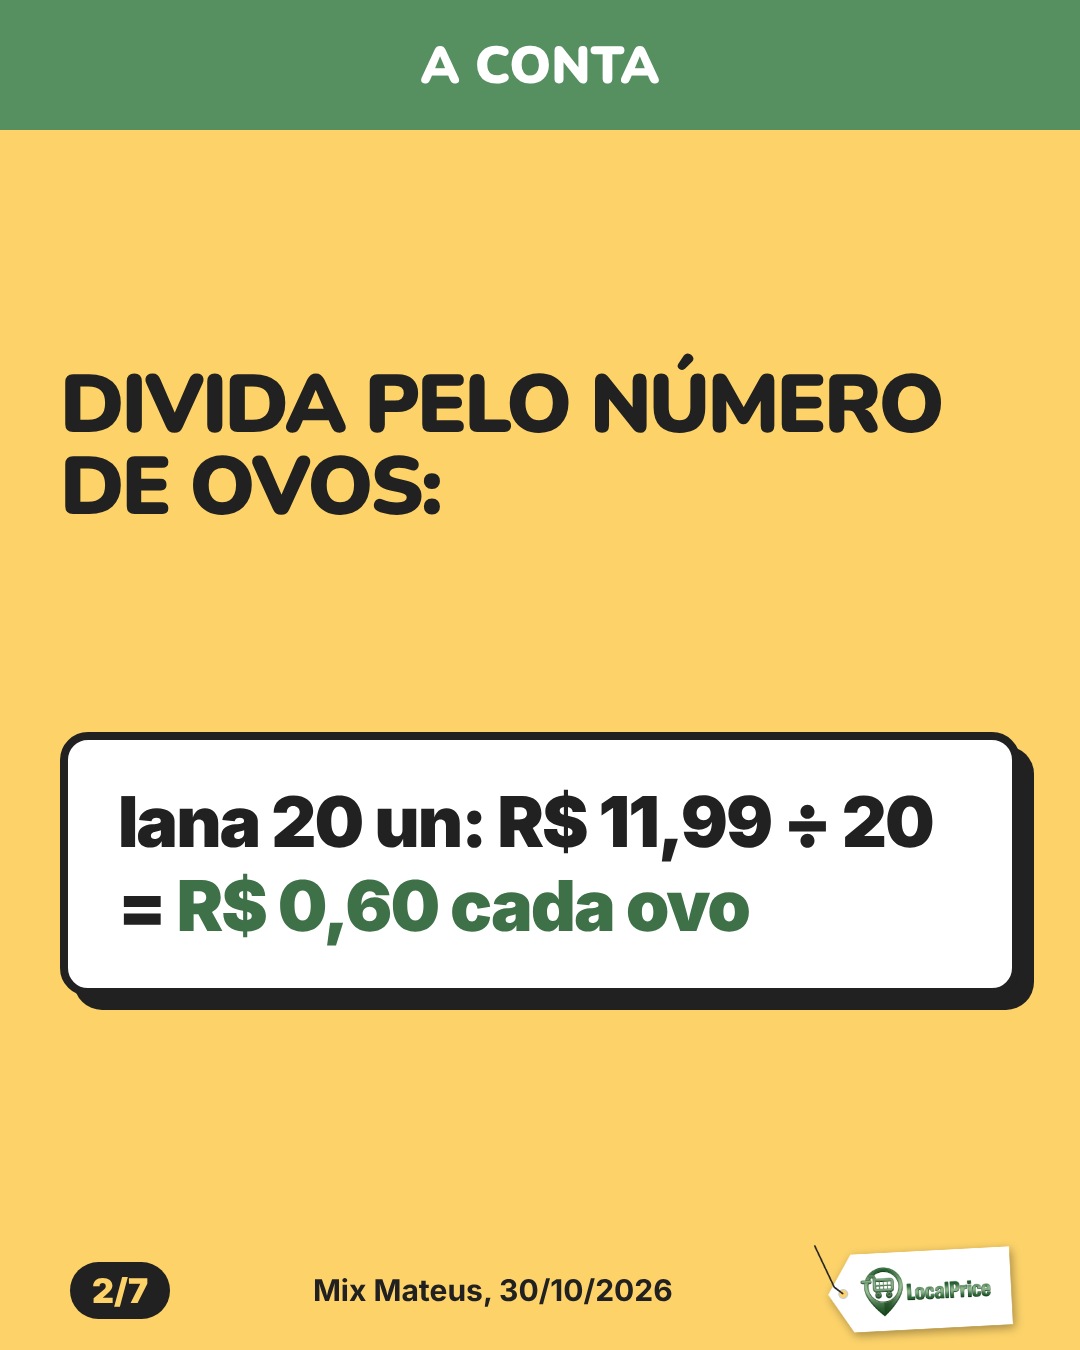 A CONTA
DIVIDA PELO NÚMERO
DE OVOS:
Iana 20 un: R$ 11,99 ÷ 20
= R$ 0,60 cada ovo
2/7
Mix Mateus, 30/10/2026
LocalPrice